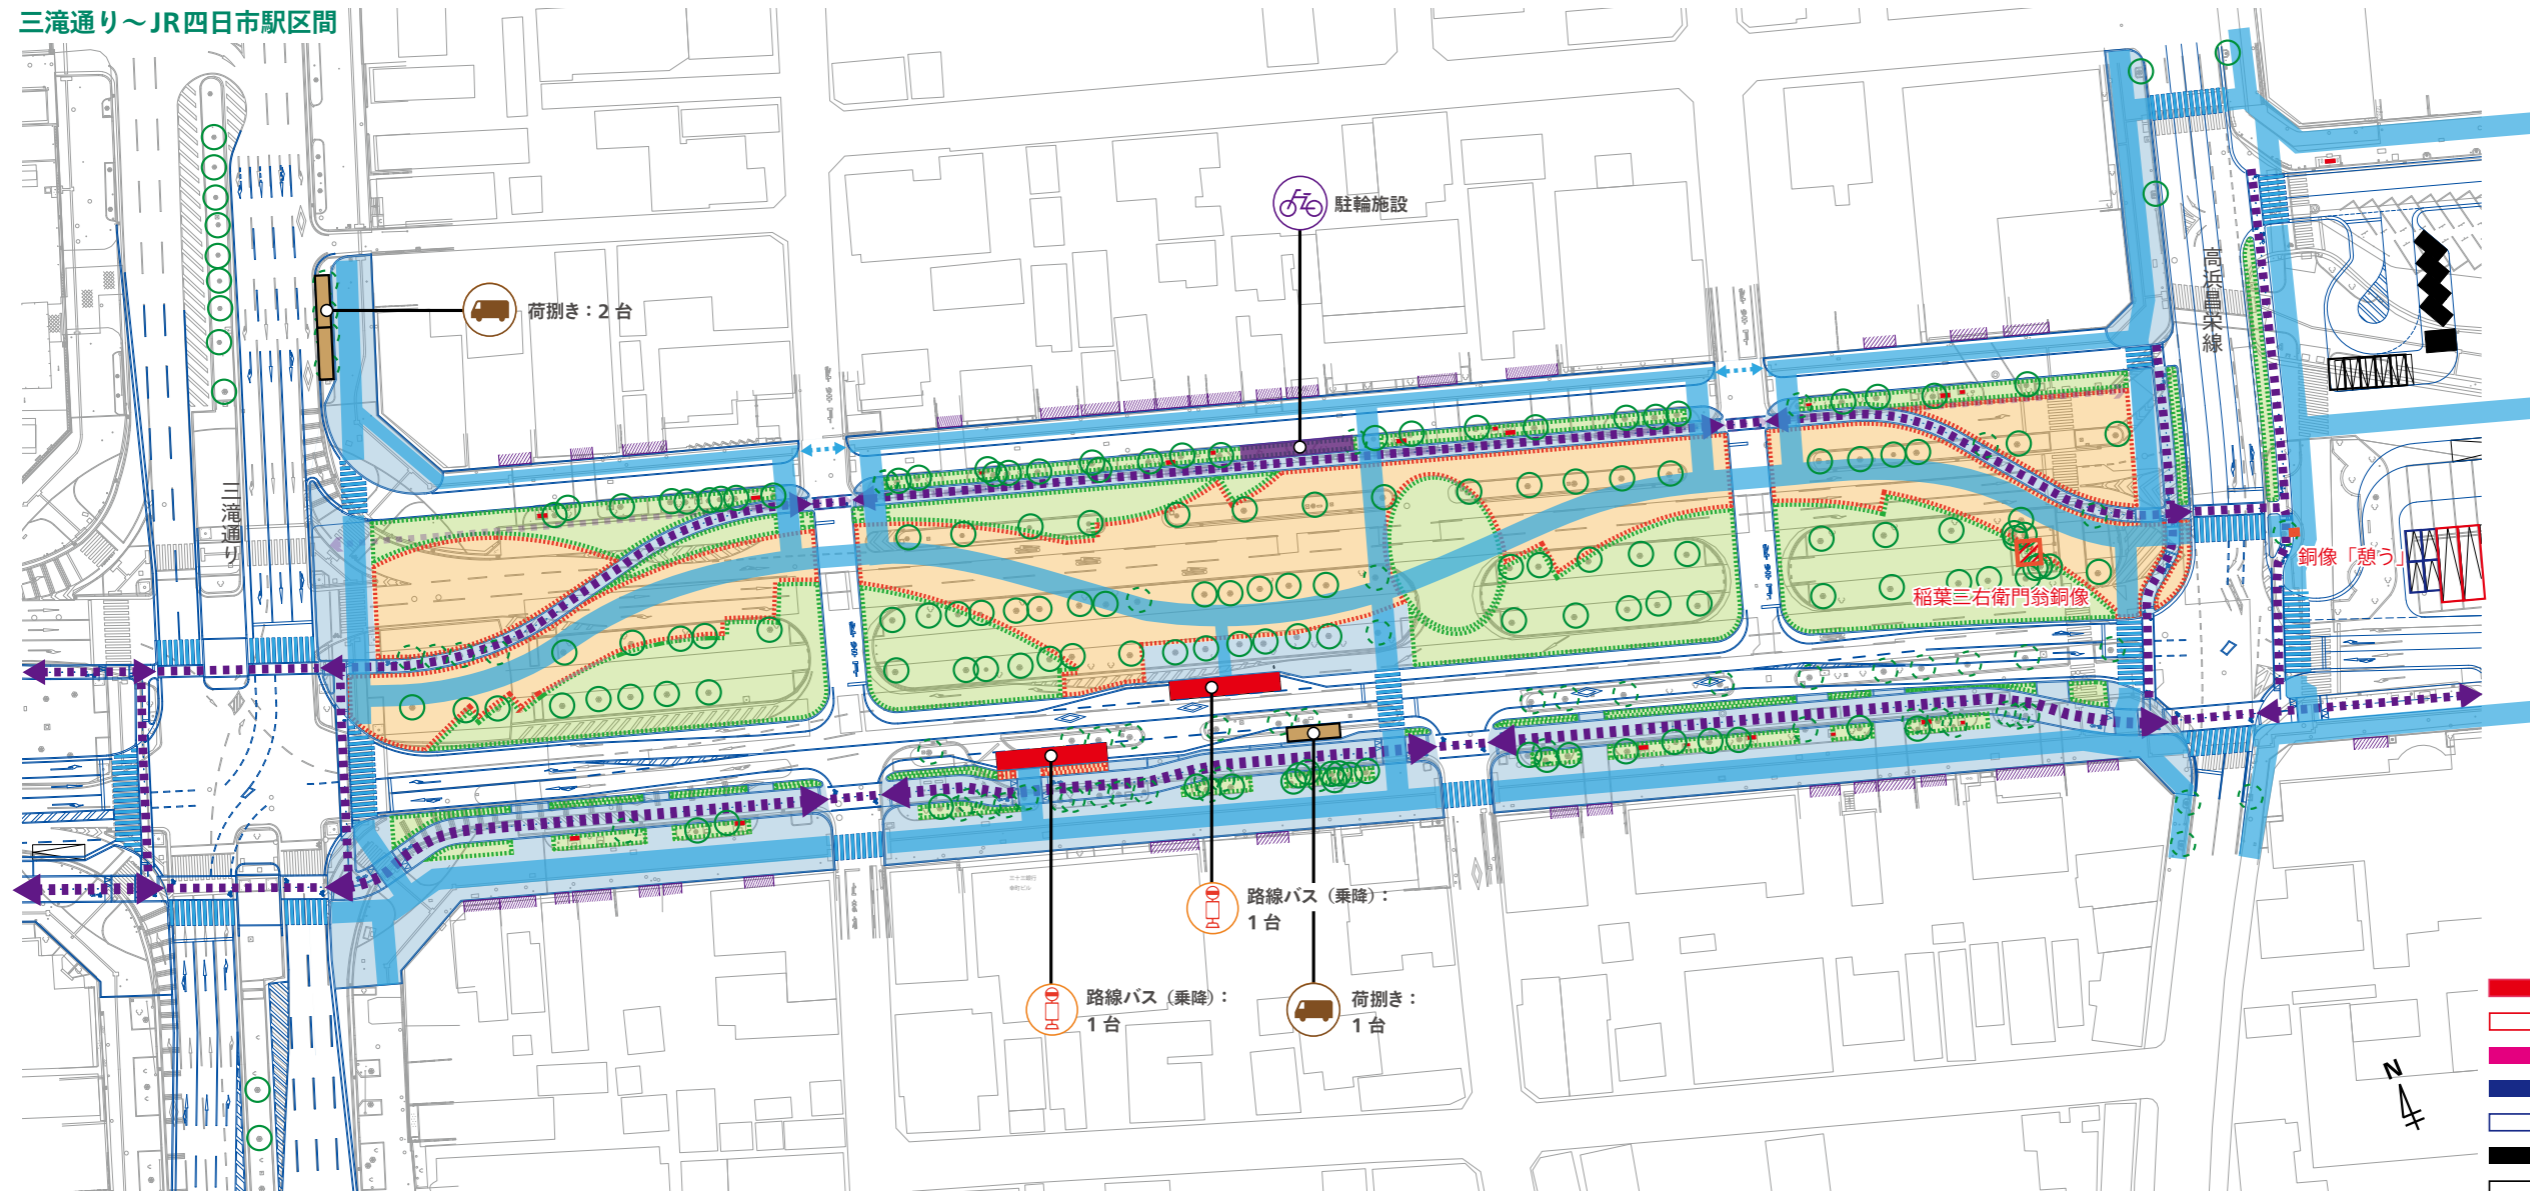 三滝通り～JR四日市駅区間
駐輪施設
荷捌き：2 台
高浜昌栄線
三滝通り
銅像「憩う」
稲葉三右衛門翁銅像
路線バス（乗降）：
1 台
路線バス（乗降）：
1 台
荷捌き：
1 台
N